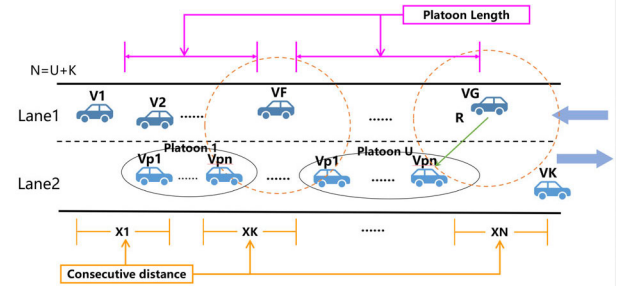 Platoon Length
N=U+K
V1
V2
......
VF
......
VG
R
Lane1
Platoon 1
Vp1
......
Vpn
......
Platoon U
Vp1
......
Vpn
VK
Lane2
X1
XK
......
XN
Consecutive distance